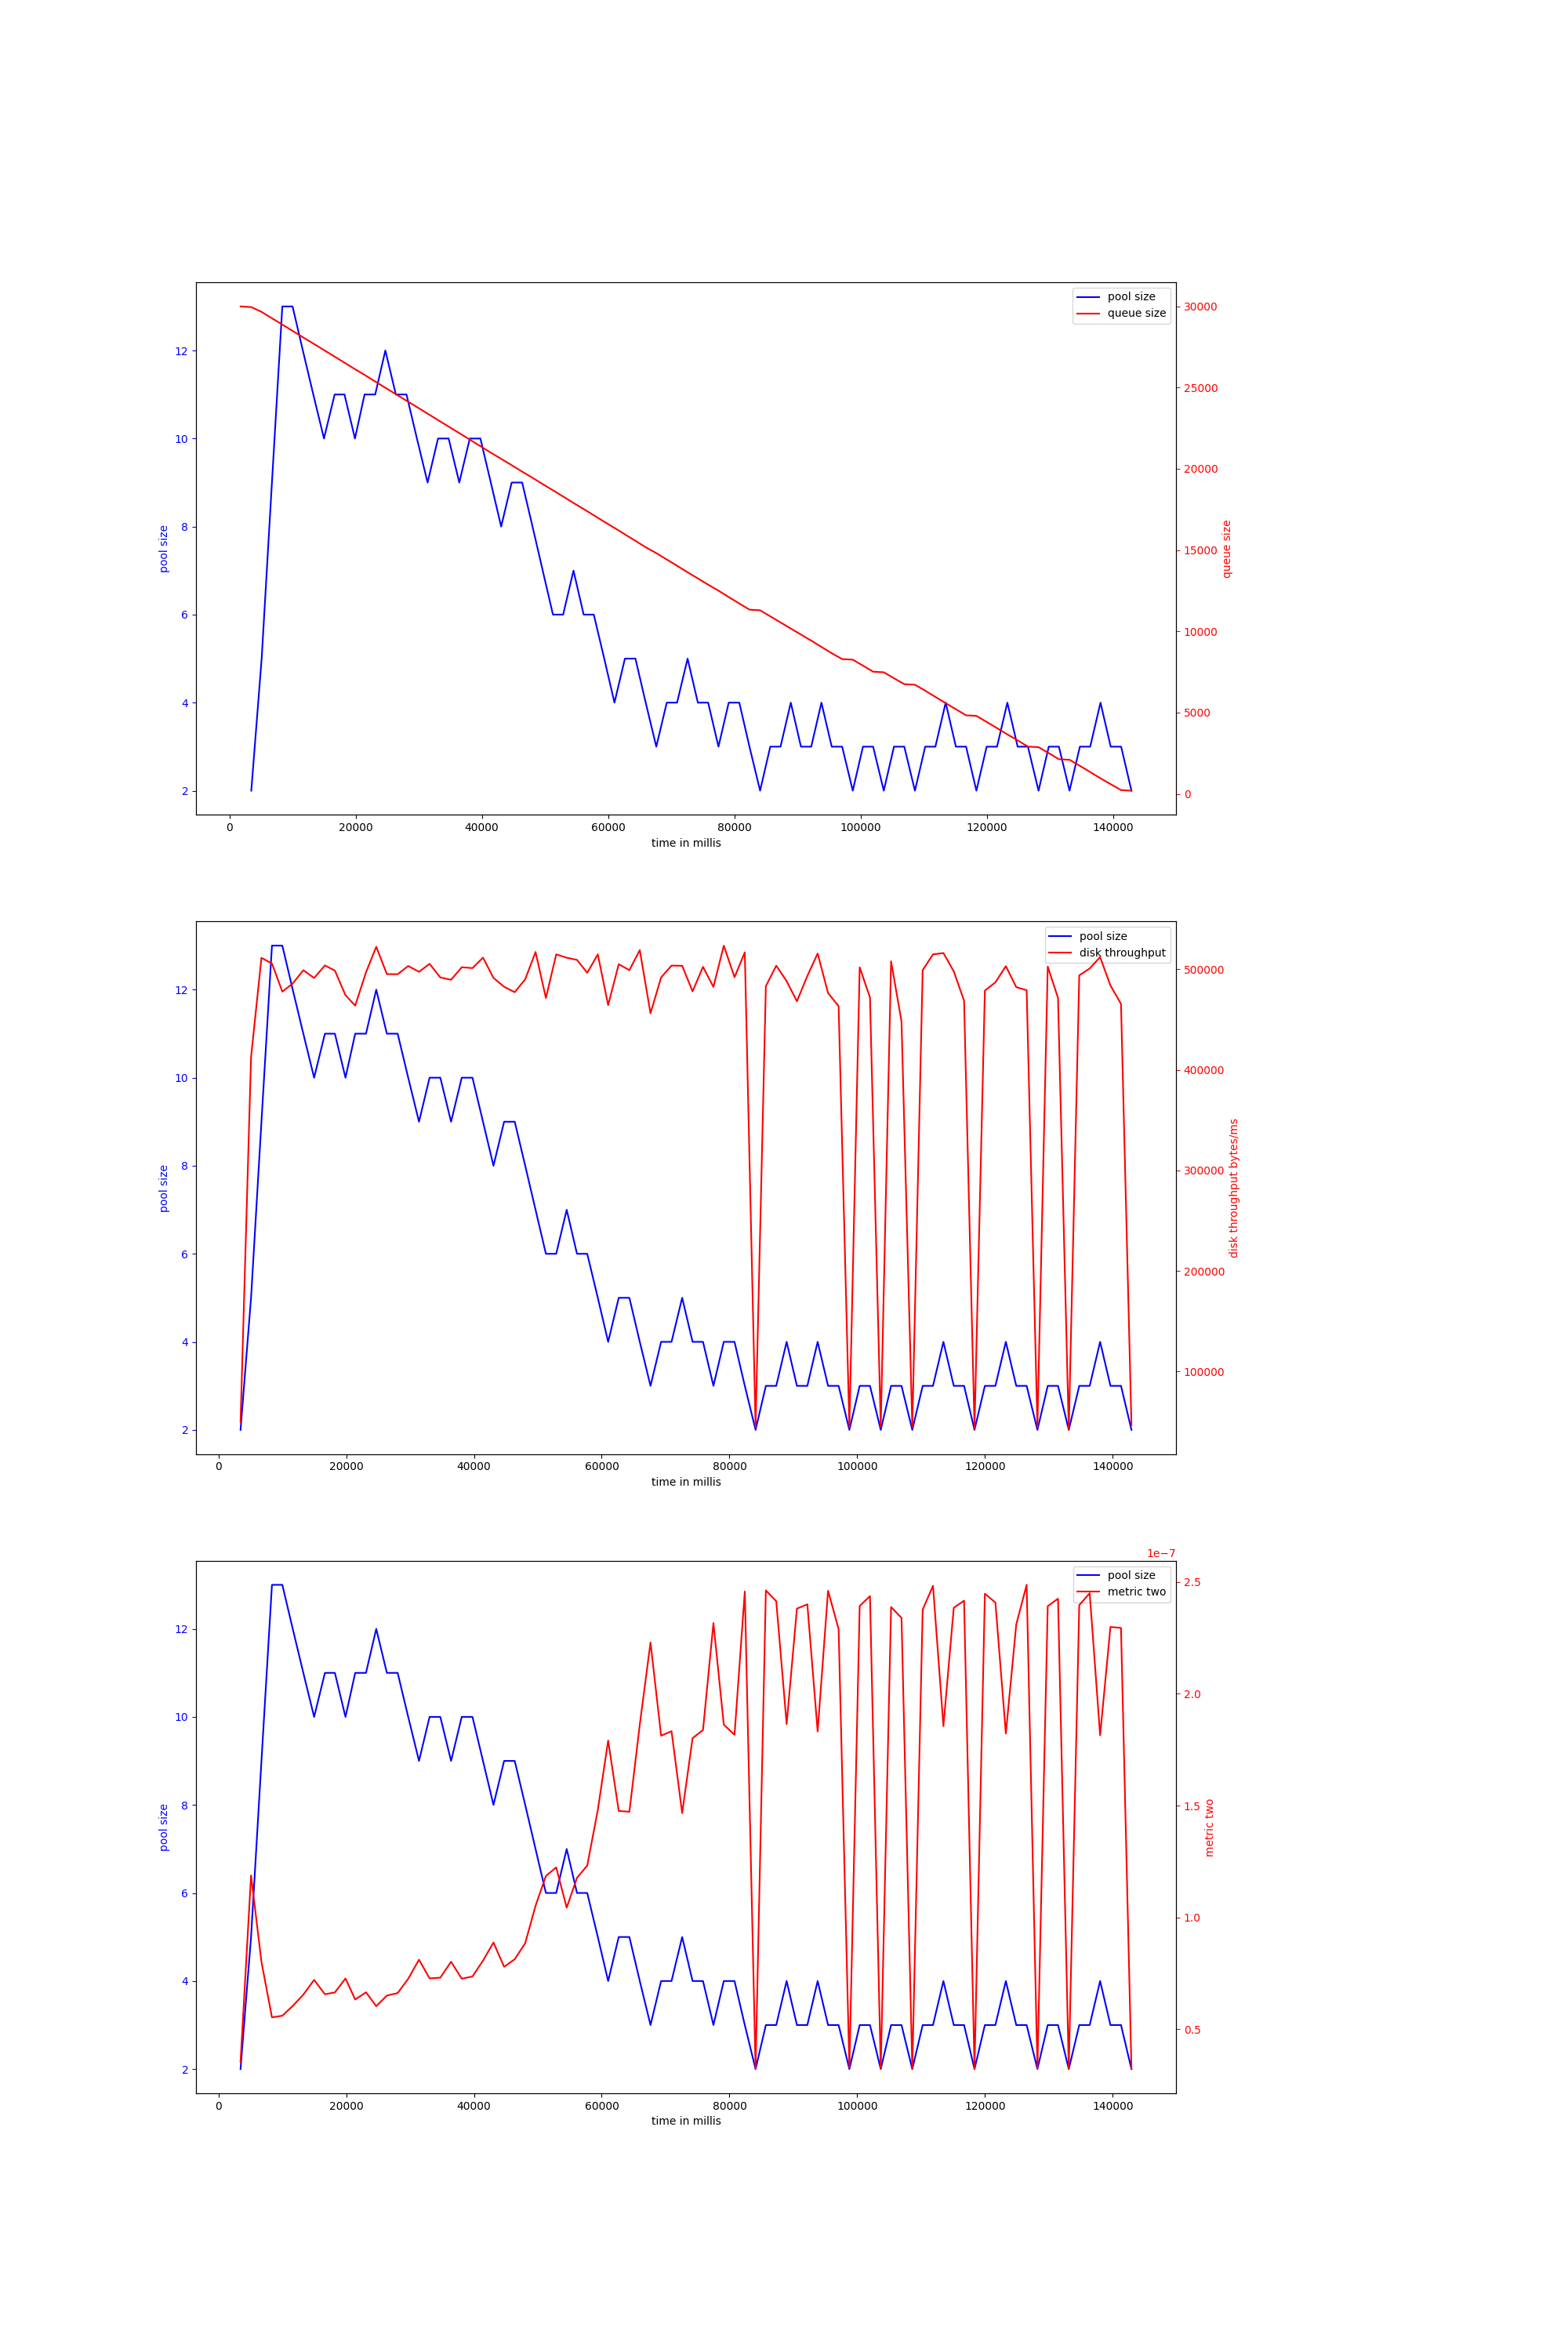 pool size
queue size
30000
25000
20000
15000
10000
5000
0
12
10
8
6
4
2
pool size
queue size
0 20000 40000 60000 80000 100000 120000 140000
time in millis
pool size
disk throughput
500000
400000
300000
200000
100000
12
10
8
6
4
2
pool size
disk throughput bytes/ms
0 20000 40000 60000 80000 100000 120000 140000
time in millis
1e−7
pool size
metric two
2.5
2.0
1.5
1.0
0.5
12
10
8
6
4
2
pool size
metric two
0 20000 40000 60000 80000 100000 120000 140000
time in millis